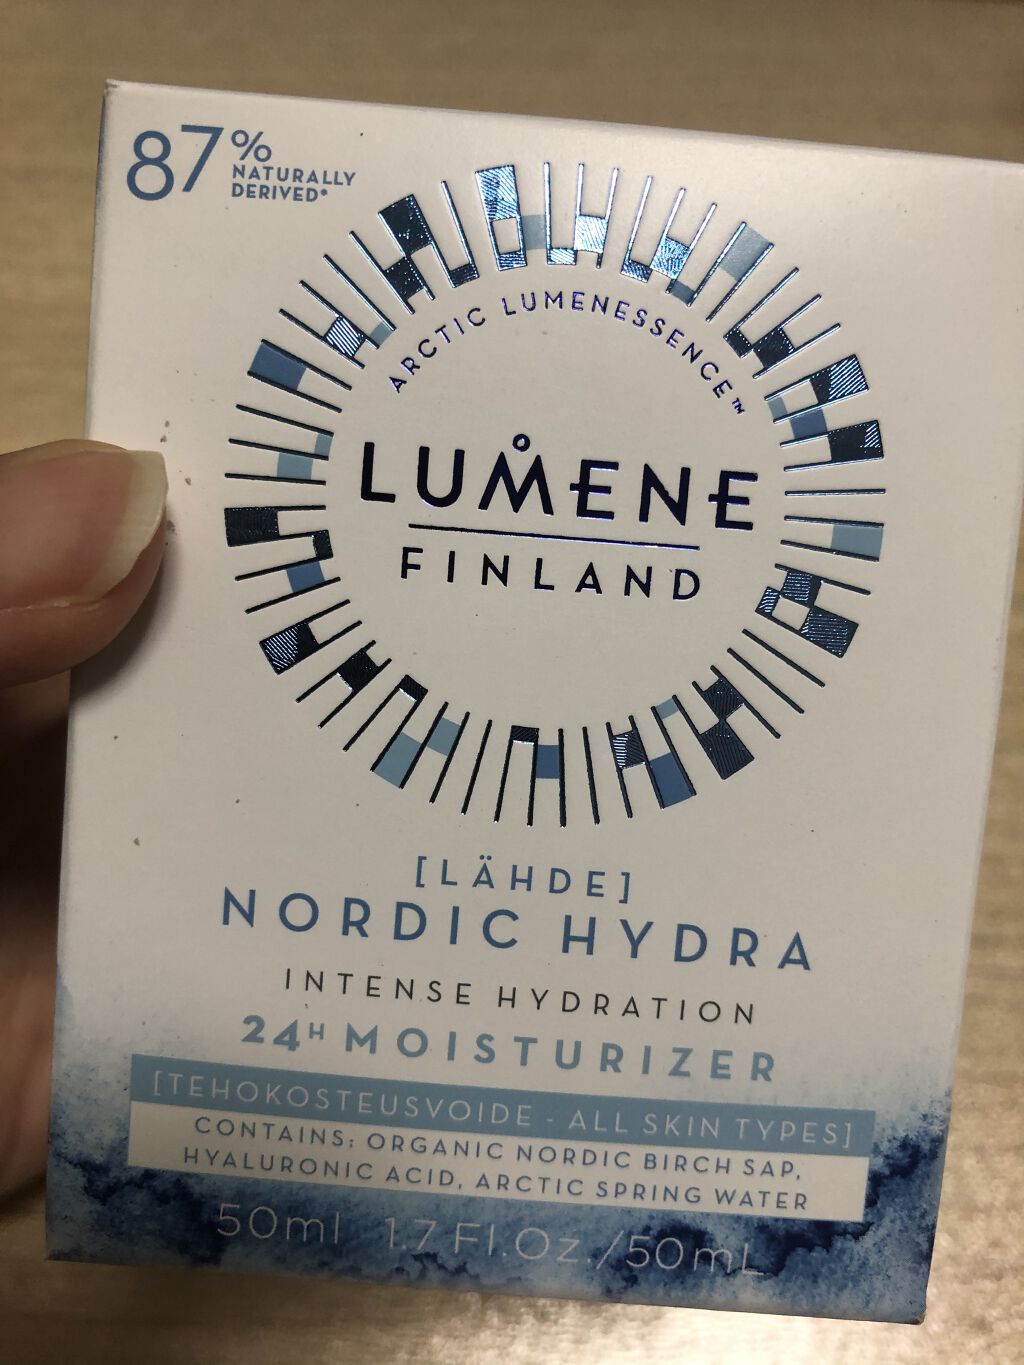 87%
NATURALLY
DERIVED*
ARCTIC LUMENESSENCE™
LUMENE
FINLAND
[LÄHDE]
NORDIC HYDRA
INTENSE HYDRATION
24H MOISTURIZER
[TEHOKOSTEUSVOIDE - ALL SKIN TYPES]
CONTAINS: ORGANIC NORDIC BIRCH SAP,
HYALURONIC ACID, ARCTIC SPRING WATER
50ml 1.7 Fl.Oz./50mL